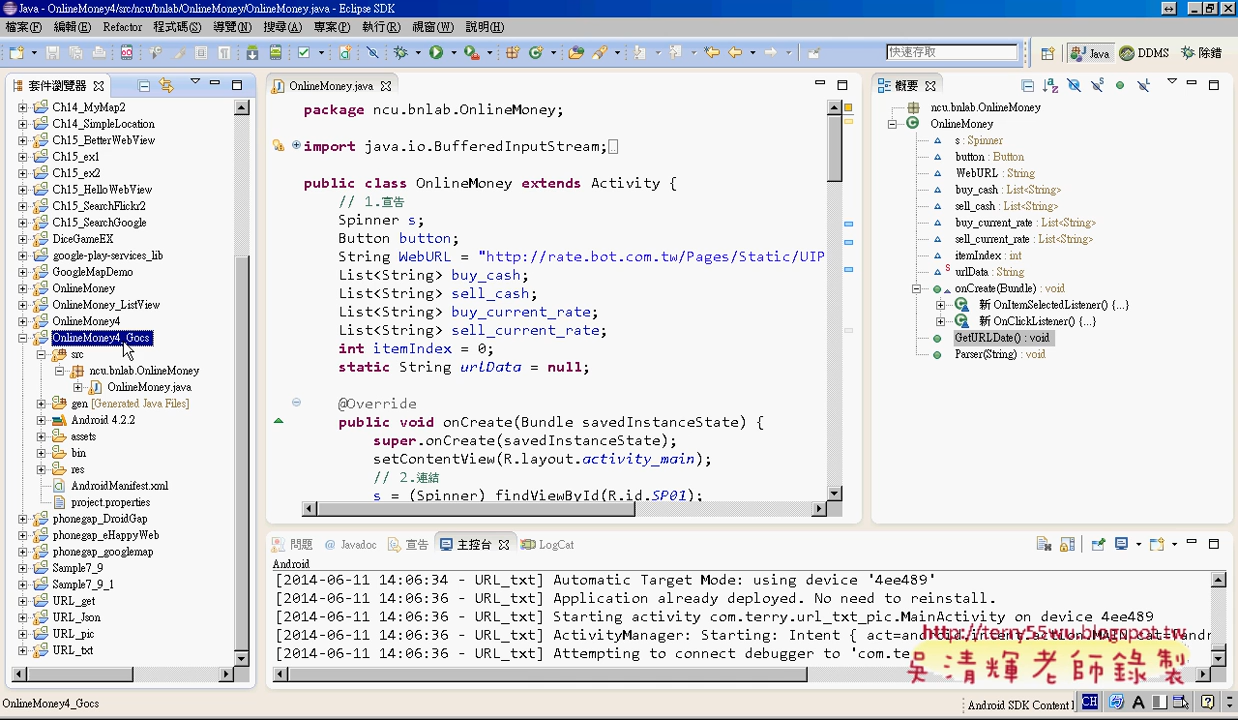 Java - OnlineMoney4/src/ncu/bnlab/OnlineMoney/OnlineMoney.java - Eclipse SDK
檔案(F) 編輯(E) Refactor 程式碼(S) 導覽(N) 搜尋(A) 專案(P) 執行(R) 視窗(W) 說明(H)
快速存取 Java DDMS 除錯
套件瀏覽器
Ch14_MyMap2
Ch14_SimpleLocation
Ch15_BetterWebView
Ch15_ex1
Ch15_ex2
Ch15_HelloWebView
Ch15_SearchFlickr2
Ch15_SearchGoogle
DiceGameEX
google-play-services_lib
GoogleMapDemo
OnlineMoney
OnlineMoney_ListView
OnlineMoney4
OnlineMoney4_Gocs
src
ncu.bnlab.OnlineMoney
OnlineMoney.java
gen [Generated Java Files]
Android 4.2.2
assets
bin
res
AndroidManifest.xml
project.properties
phonegap_DroidGap
phonegap_eHappyWeb
phonegap_googlemap
Sample7_9
Sample7_9_1
URL_get
URL_Json
URL_pic
URL_txt
OnlineMoney.java
package ncu.bnlab.OnlineMoney;
import java.io.BufferedInputStream;
public class OnlineMoney extends Activity {
// 1.宣告
Spinner s;
Button button;
String WebURL = "http://rate.bot.com.tw/Pages/Static/UIP
List<String> buy_cash;
List<String> sell_cash;
List<String> buy_current_rate;
List<String> sell_current_rate;
int itemIndex = 0;
static String urlData = null;
@Override
public void onCreate(Bundle savedInstanceState) {
super.onCreate(savedInstanceState);
setContentView(R.layout.activity_main);
// 2.連結
s = (Spinner) findViewById(R.id.SP01);
概要
ncu.bnlab.OnlineMoney
OnlineMoney
s : Spinner
button : Button
WebURL : String
buy_cash : List<String>
sell_cash : List<String>
buy_current_rate : List<String>
sell_current_rate : List<String>
itemIndex : int
urlData : String
onCreate(Bundle) : void
新 OnItemSelectedListener() {...}
新 OnClickListener() {...}
GetURLDate() : void
Parser(String) : void
問題 @ Javadoc 宣告 主控台 LogCat
Android
[2014-06-11 14:06:34 - URL_txt] Automatic Target Mode: using device '4ee489'
[2014-06-11 14:06:36 - URL_txt] Application already deployed. No need to reinstall.
[2014-06-11 14:06:36 - URL_txt] Starting activity com.terry.url_txt_pic.MainActivity on device 4ee489
[2014-06-11 14:06:36 - URL_txt] ActivityManager: Starting: Intent { act=android.intent.action.MAIN cat=
[2014-06-11 14:06:36 - URL_txt] Attempting to connect debugger to 'com.te
http://terry55wu.blogspot.tw
吳清輝老師錄製
OnlineMoney4_Gocs
Android SDK Content l
CH A